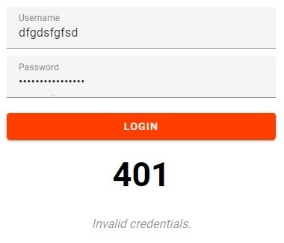 Username
dfgdsfgfsd
Password
••••••••••••••••
LOGIN
401
Invalid credentials.